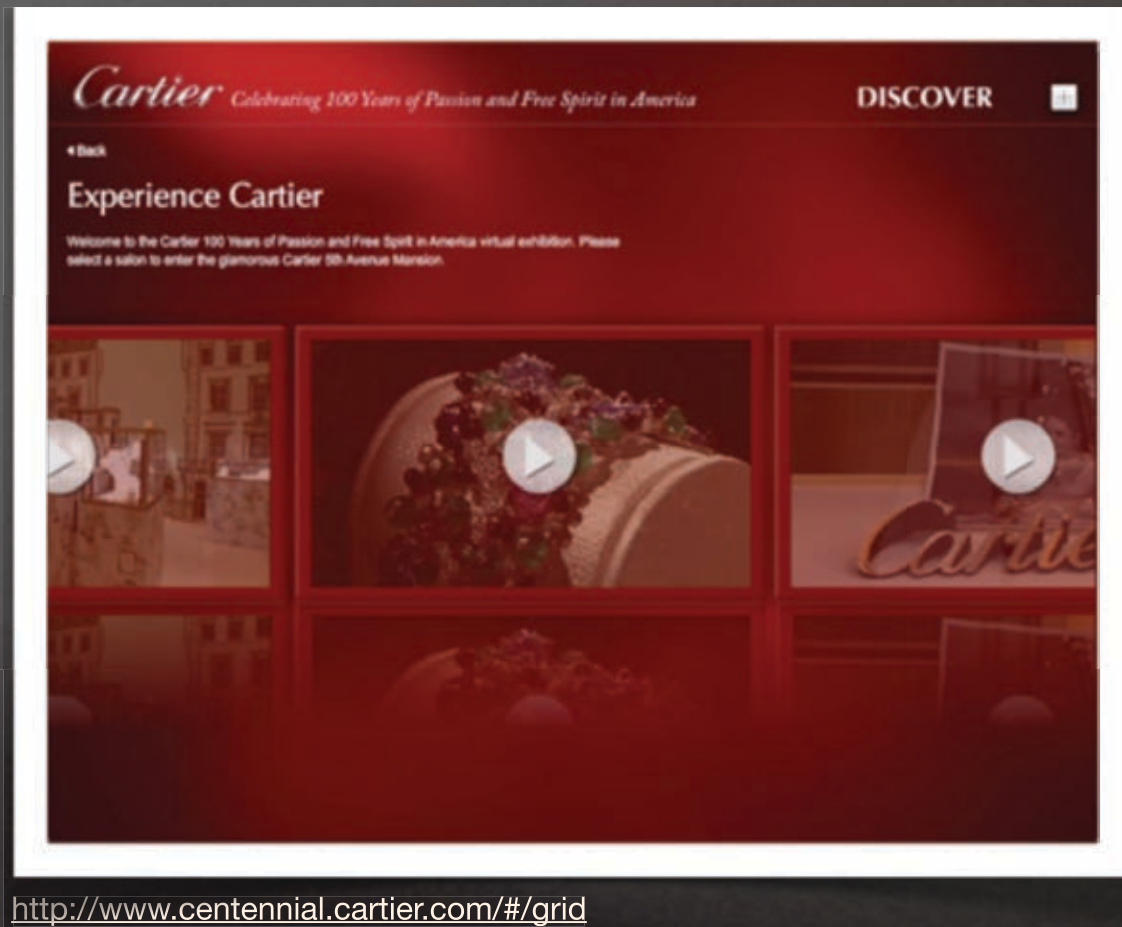 Cartier Celebrating 100 Years of Passion and Free Spirit in America
DISCOVER
Back
Experience Cartier
Welcome to the Cartier 100 Years of Passion and Free Spirit in America virtual exhibition. Please
select a salon to enter the glamorous Cartier 5th Avenue Mansion.
Cartie
http://www.centennial.cartier.com/#/grid